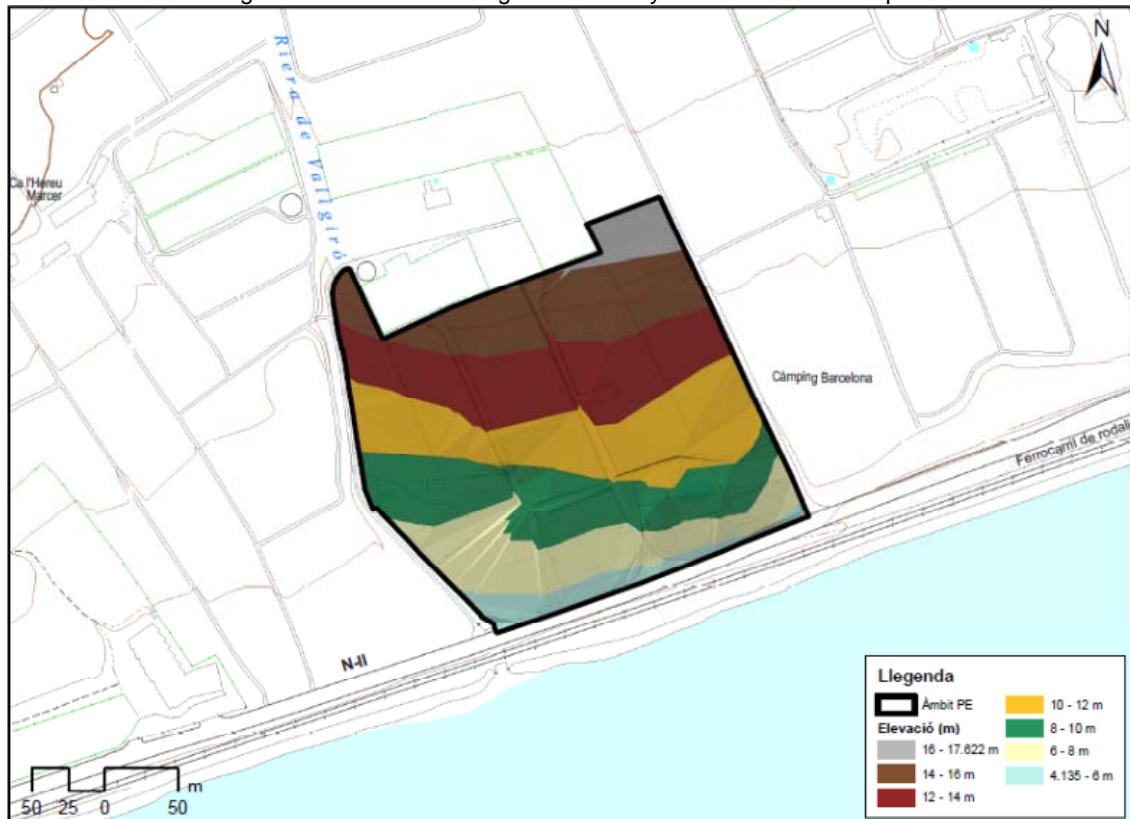 N
Riera de Vallgiró
Ca l'Hereu
Marcer
Càmping Barcelona
Ferrocarril de rodali
N-II
50 25 0 50 m
Llegenda
Àmbit PE
Elevació (m)
16 - 17.622 m
14 - 16 m
12 - 14 m
10 - 12 m
8 - 10 m
6 - 8 m
4.135 - 6 m